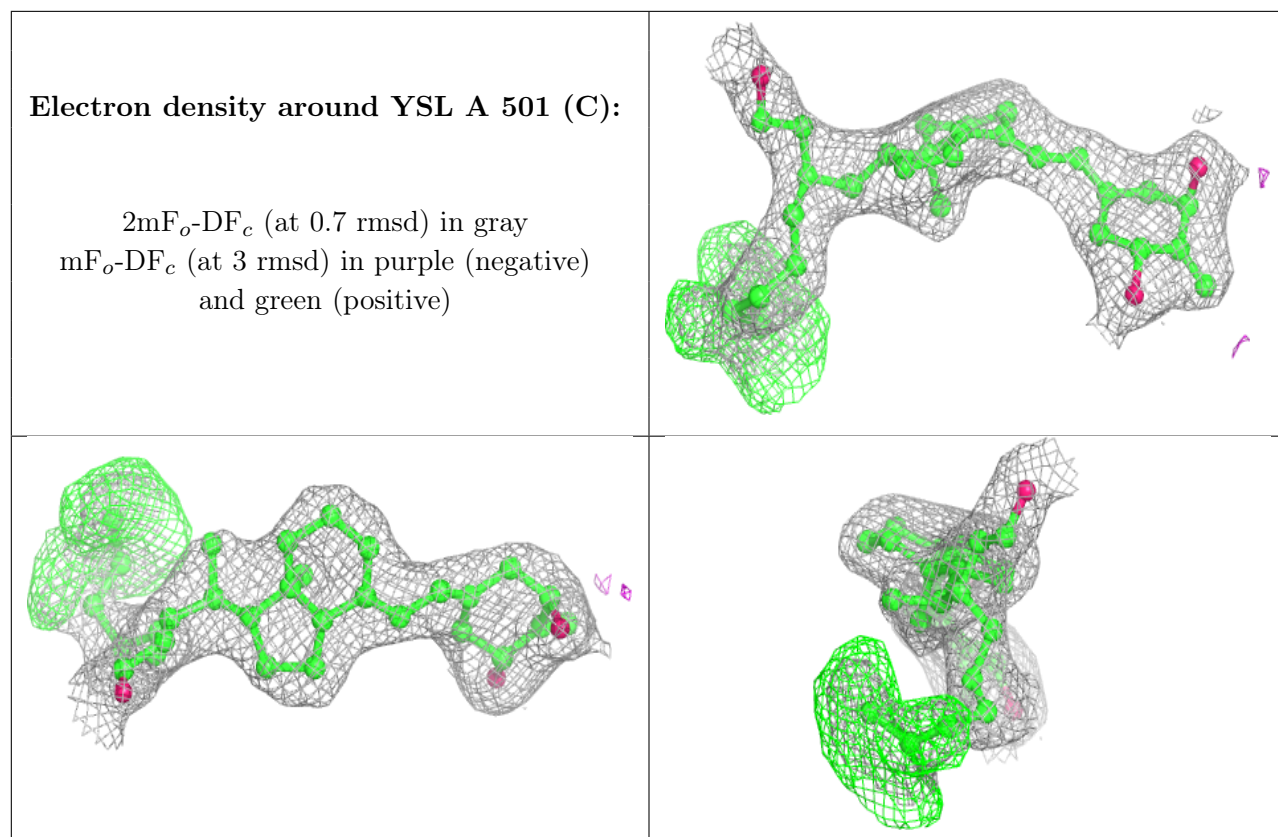 Electron density around YSL A 501 (C):
2mFo-DFc (at 0.7 rmsd) in gray
mFo-DFc (at 3 rmsd) in purple (negative)
and green (positive)